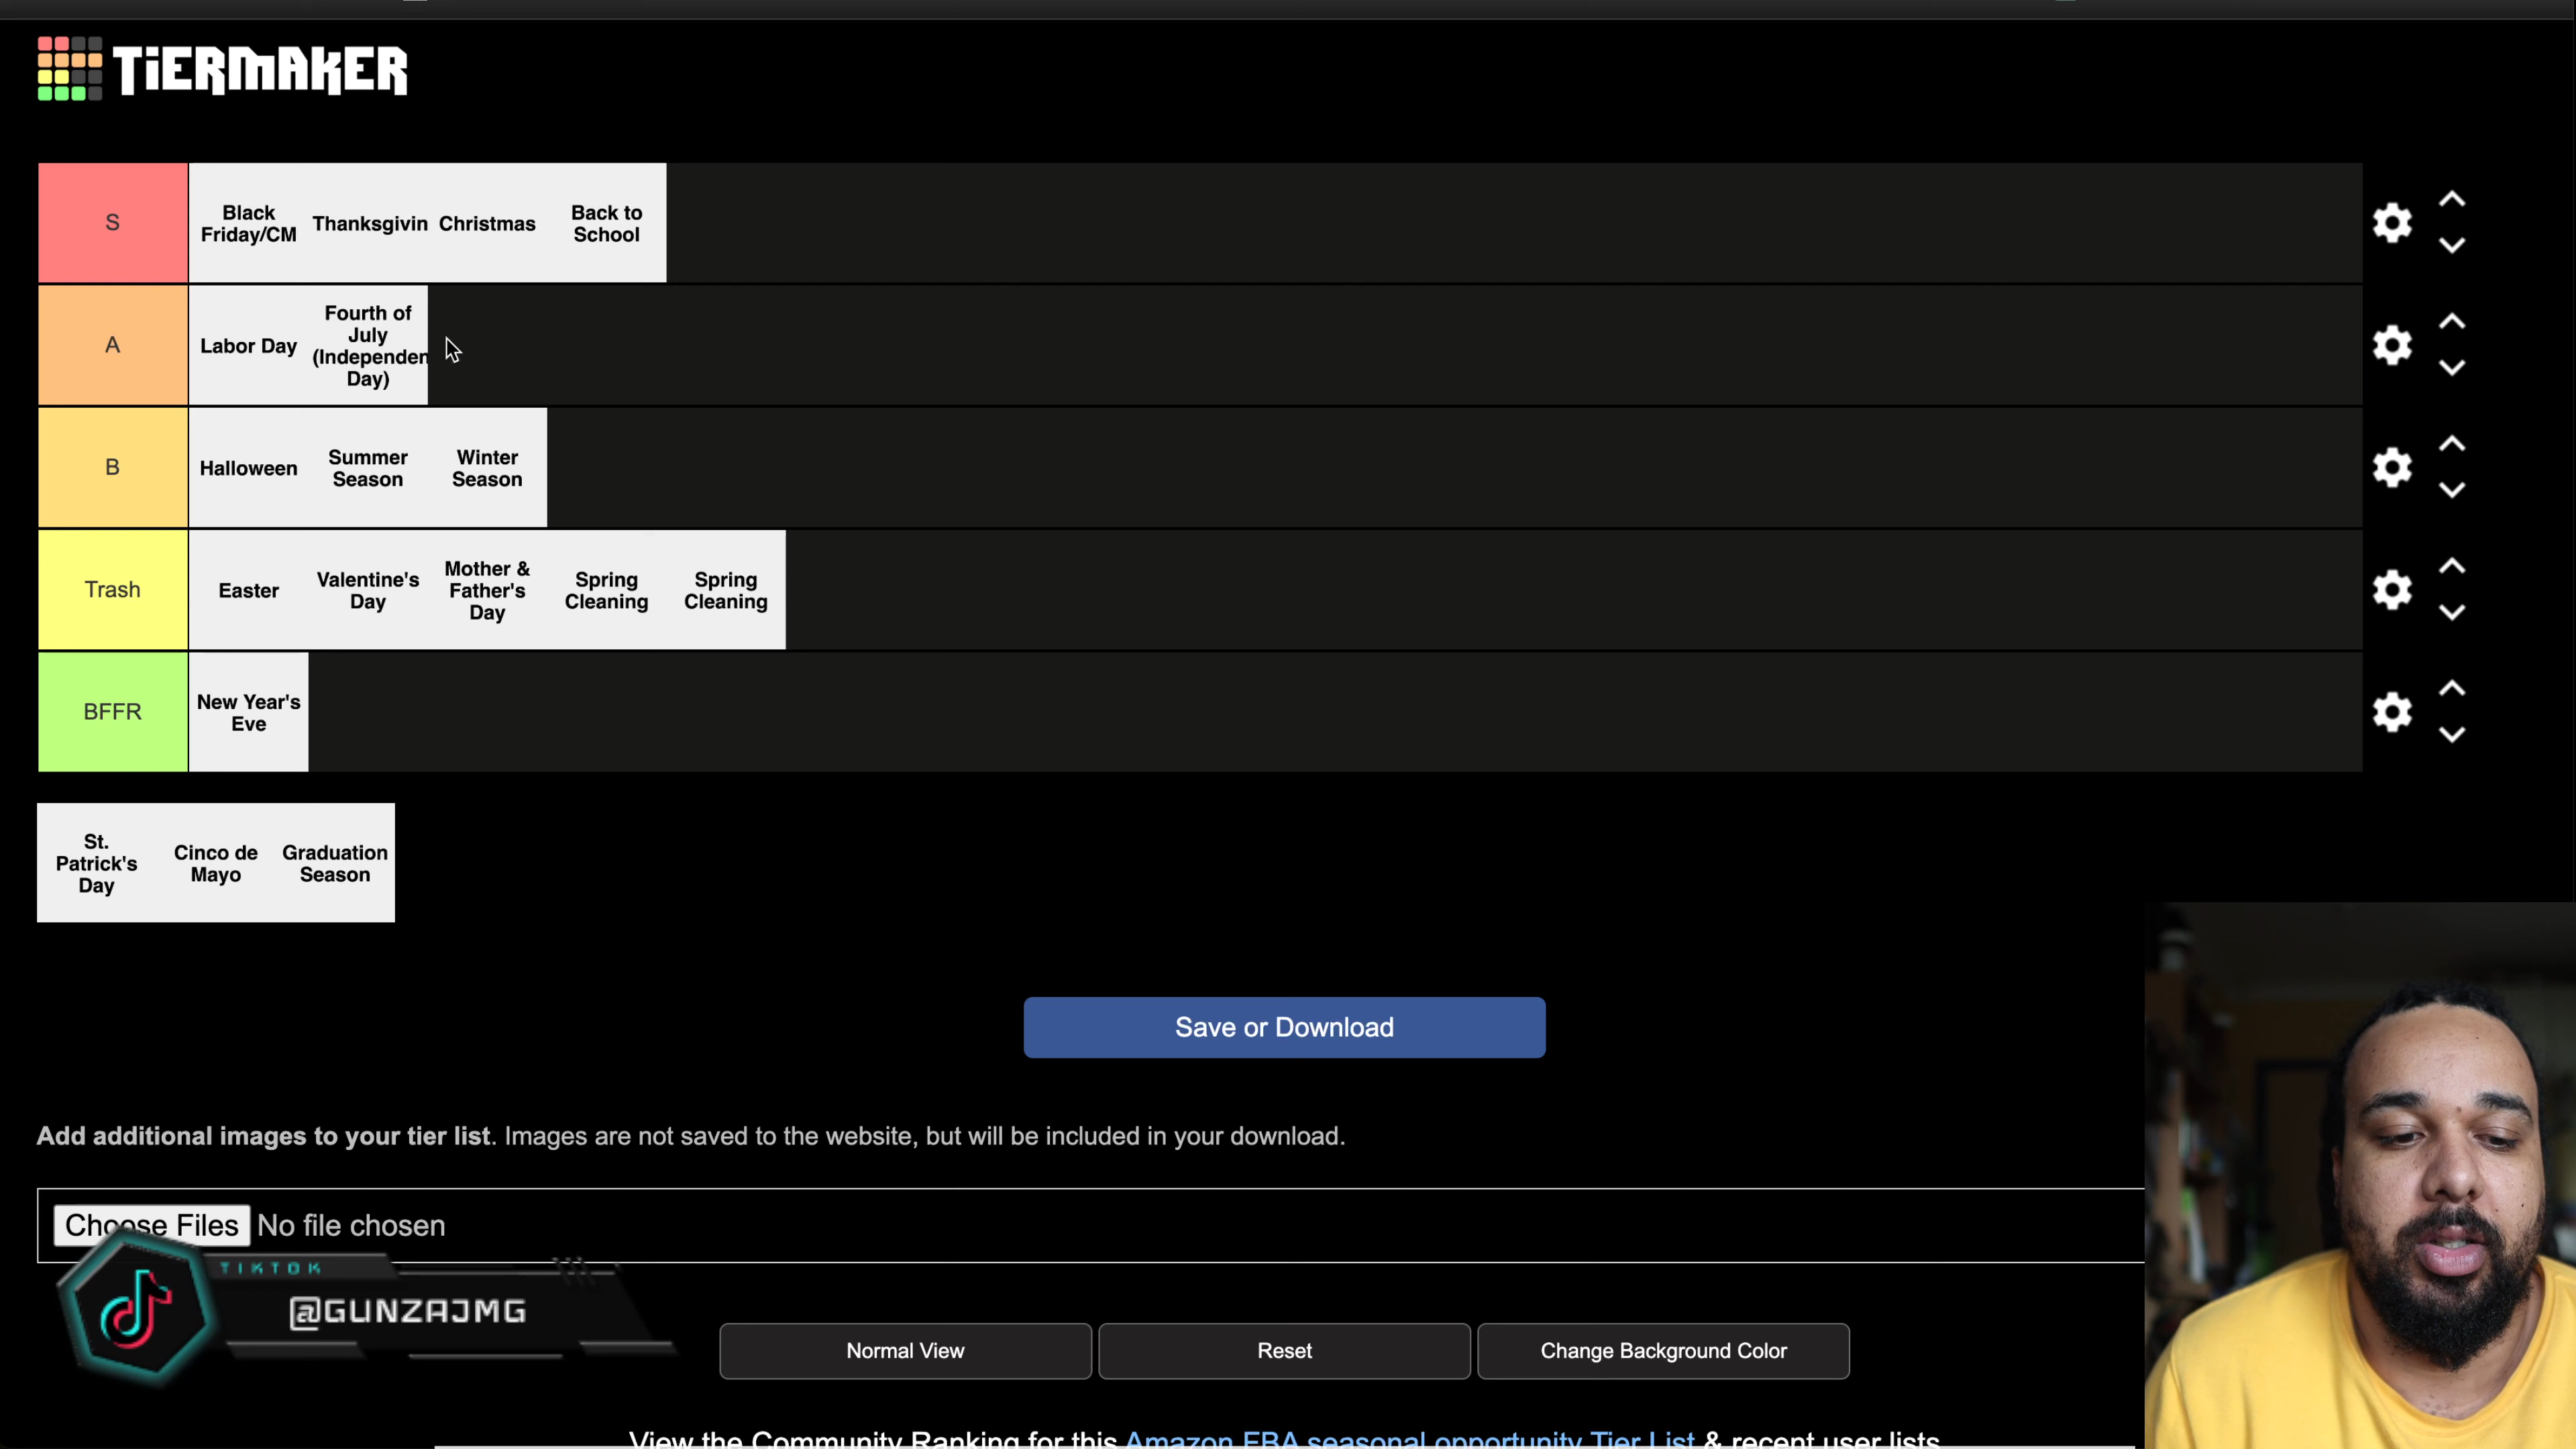 TiERMAKER
S
Black
Friday/CM
Thanksgivin
Christmas
Back to
School
A
Labor Day
Fourth of
July
(Independen
Day)
B
Halloween
Summer
Season
Winter
Season
Trash
Easter
Valentine's
Day
Mother &
Father's
Day
Spring
Cleaning
Spring
Cleaning
BFFR
New Year's
Eve
St.
Patrick's
Day
Cinco de
Mayo
Graduation
Season
Save or Download
Add additional images to your tier list. Images are not saved to the website, but will be included in your download.
Choose Files No file chosen
TIKTOK
@GUNZAJMG
Normal View
Reset
Change Background Color
View the Community Ranking for this Amazon FBA seasonal opportunity Tier List & recent user lists